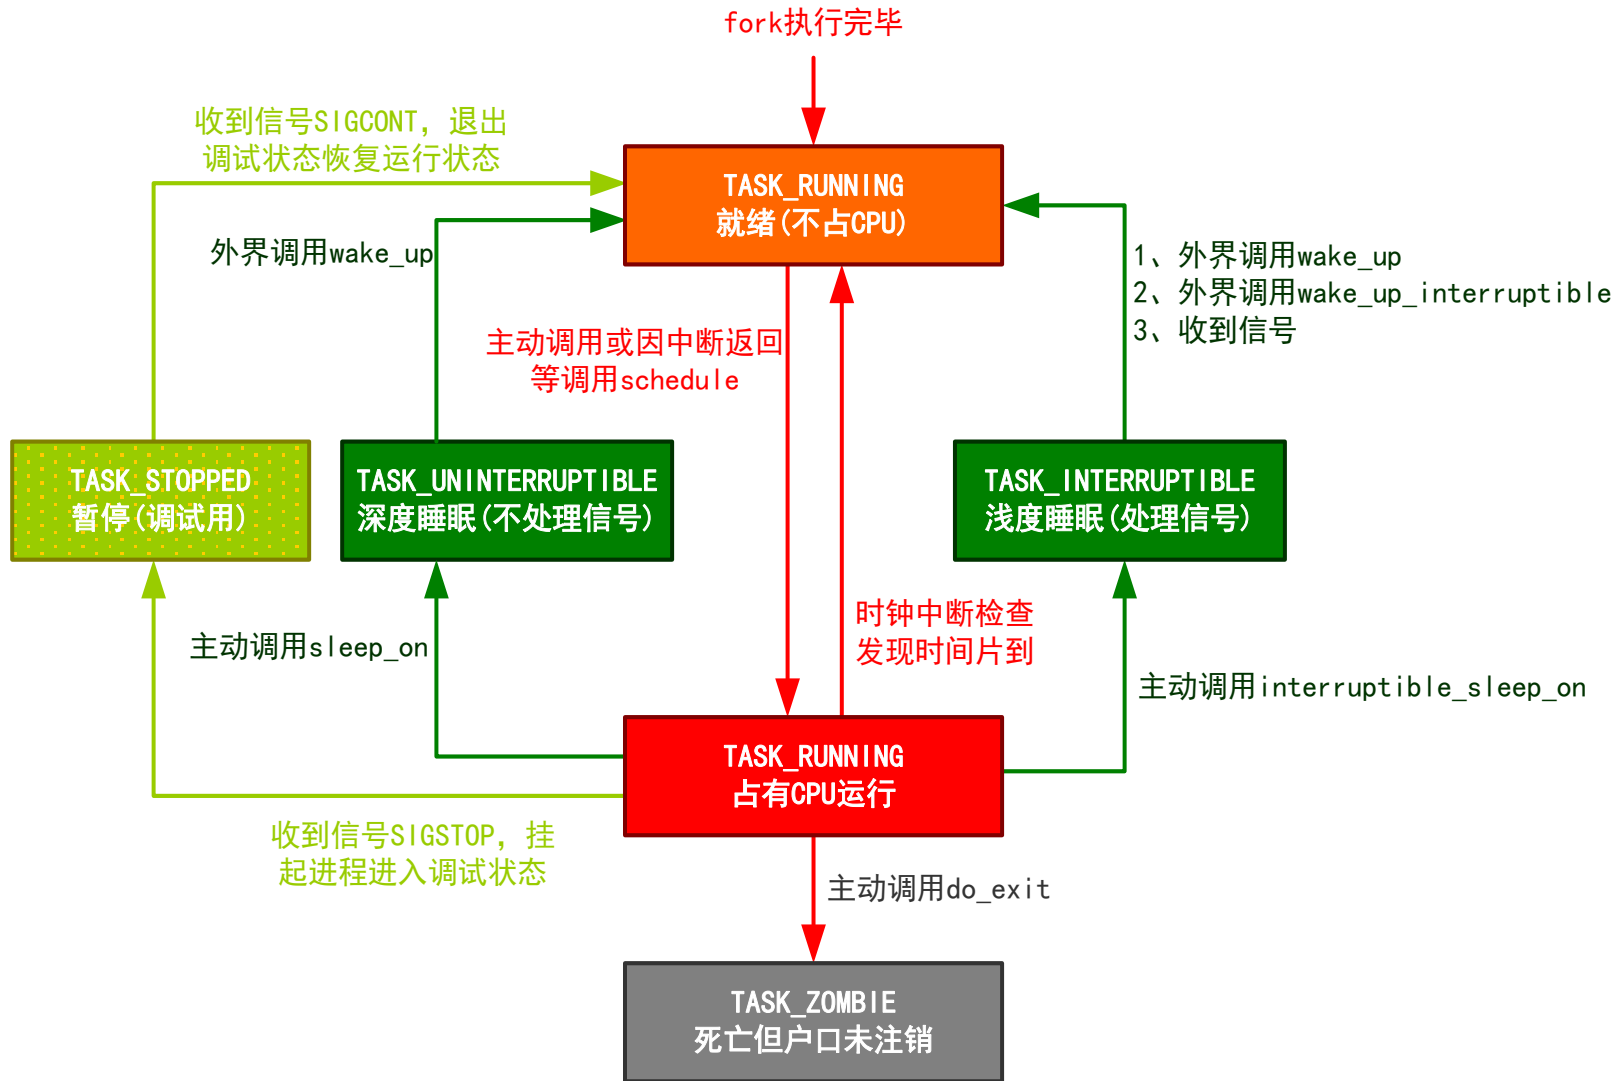 fork执行完毕
收到信号SIGCONT，退出
调试状态恢复运行状态
TASK_RUNNING
就绪(不占CPU)
外界调用wake_up
1、外界调用wake_up
2、外界调用wake_up_interruptible
3、收到信号
主动调用或因中断返回
等调用schedule
TASK_STOPPED
暂停(调试用)
TASK_UNINTERRUPTIBLE
深度睡眠(不处理信号)
TASK_INTERRUPTIBLE
浅度睡眠(处理信号)
时钟中断检查
发现时间片到
主动调用sleep_on
主动调用interruptible_sleep_on
TASK_RUNNING
占有CPU运行
收到信号SIGSTOP，挂
起进程进入调试状态
主动调用do_exit
TASK_ZOMBIE
死亡但户口未注销